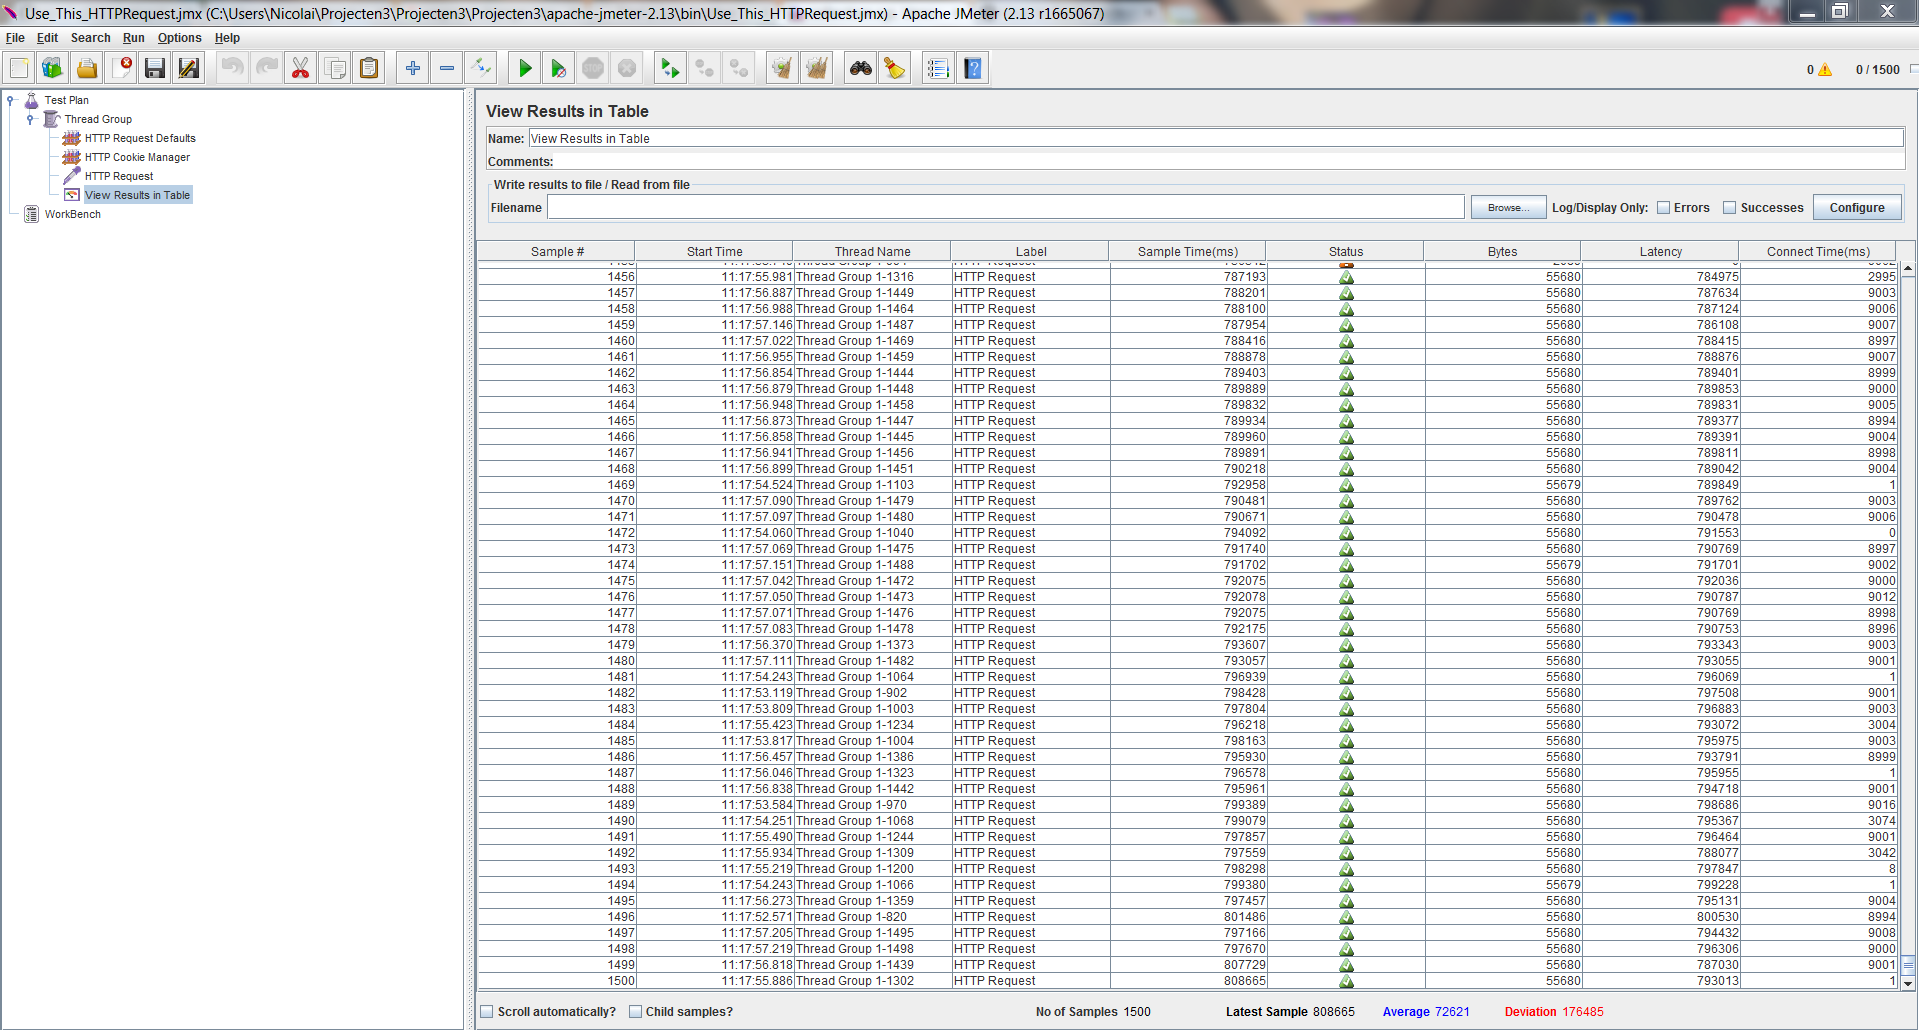 Use_This_HTTPRequest.jmx (C:\Users\Nicolai\Projecten3\Projecten3\Projecten3\apache-jmeter-2.13\bin\Use_This_HTTPRequest.jmx) - Apache JMeter (2.13 r1665067)
File Edit Search Run Options Help
0 0 / 1500
Test Plan
Thread Group
HTTP Request Defaults
HTTP Cookie Manager
HTTP Request
View Results in Table
WorkBench
View Results in Table
Name: View Results in Table
Comments:
Write results to file / Read from file
Filename Browse... Log/Display Only: Errors Successes Configure
Sample # Start Time Thread Name Label Sample Time(ms) Status Bytes Latency Connect Time(ms)
1456 11:17:55.981 Thread Group 1-1316 HTTP Request 787193 55680 784975 2995
1457 11:17:56.887 Thread Group 1-1449 HTTP Request 788201 55680 787634 9003
1458 11:17:56.988 Thread Group 1-1464 HTTP Request 788100 55680 787124 9006
1459 11:17:57.146 Thread Group 1-1487 HTTP Request 787954 55680 786108 9007
1460 11:17:57.022 Thread Group 1-1469 HTTP Request 788416 55680 788415 8997
1461 11:17:56.955 Thread Group 1-1459 HTTP Request 788878 55680 788876 9007
1462 11:17:56.854 Thread Group 1-1444 HTTP Request 789403 55680 789401 8999
1463 11:17:56.879 Thread Group 1-1448 HTTP Request 789889 55680 789853 9000
1464 11:17:56.948 Thread Group 1-1458 HTTP Request 789832 55680 789831 9005
1465 11:17:56.873 Thread Group 1-1447 HTTP Request 789934 55680 789377 8994
1466 11:17:56.858 Thread Group 1-1445 HTTP Request 789960 55680 789391 9004
1467 11:17:56.941 Thread Group 1-1456 HTTP Request 789891 55680 789811 8998
1468 11:17:56.899 Thread Group 1-1451 HTTP Request 790218 55680 789042 9004
1469 11:17:54.524 Thread Group 1-1103 HTTP Request 792958 55679 789849 1
1470 11:17:57.090 Thread Group 1-1479 HTTP Request 790481 55680 789762 9003
1471 11:17:57.097 Thread Group 1-1480 HTTP Request 790671 55680 790478 9006
1472 11:17:54.060 Thread Group 1-1040 HTTP Request 794092 55680 791553 0
1473 11:17:57.069 Thread Group 1-1475 HTTP Request 791740 55680 790769 8997
1474 11:17:57.151 Thread Group 1-1488 HTTP Request 791702 55679 791701 9002
1475 11:17:57.042 Thread Group 1-1472 HTTP Request 792075 55680 792036 9000
1476 11:17:57.050 Thread Group 1-1473 HTTP Request 792078 55680 790787 9012
1477 11:17:57.071 Thread Group 1-1476 HTTP Request 792075 55680 790769 8998
1478 11:17:57.083 Thread Group 1-1478 HTTP Request 792175 55680 790753 8996
1479 11:17:56.370 Thread Group 1-1373 HTTP Request 793607 55680 793343 9003
1480 11:17:57.111 Thread Group 1-1482 HTTP Request 793057 55680 793055 9001
1481 11:17:54.243 Thread Group 1-1064 HTTP Request 796939 55680 796069 1
1482 11:17:53.119 Thread Group 1-902 HTTP Request 798428 55680 797508 9001
1483 11:17:53.809 Thread Group 1-1003 HTTP Request 797804 55680 796883 9003
1484 11:17:55.423 Thread Group 1-1234 HTTP Request 796218 55680 793072 3004
1485 11:17:53.817 Thread Group 1-1004 HTTP Request 798163 55680 795975 9003
1486 11:17:56.457 Thread Group 1-1386 HTTP Request 795930 55680 793791 8999
1487 11:17:56.046 Thread Group 1-1323 HTTP Request 796578 55680 795955 1
1488 11:17:56.838 Thread Group 1-1442 HTTP Request 795961 55680 794718 9001
1489 11:17:53.584 Thread Group 1-970 HTTP Request 799389 55680 798686 9016
1490 11:17:54.251 Thread Group 1-1068 HTTP Request 799079 55680 795367 3074
1491 11:17:55.490 Thread Group 1-1244 HTTP Request 797857 55680 796464 9001
1492 11:17:55.934 Thread Group 1-1309 HTTP Request 797559 55680 788077 3042
1493 11:17:55.219 Thread Group 1-1200 HTTP Request 798298 55680 797847 8
1494 11:17:54.243 Thread Group 1-1066 HTTP Request 799380 55679 799228 1
1495 11:17:56.273 Thread Group 1-1359 HTTP Request 797457 55680 795131 9004
1496 11:17:52.571 Thread Group 1-820 HTTP Request 801486 55680 800530 8994
1497 11:17:57.205 Thread Group 1-1495 HTTP Request 797166 55680 794432 9008
1498 11:17:57.219 Thread Group 1-1498 HTTP Request 797670 55680 796306 9000
1499 11:17:56.818 Thread Group 1-1439 HTTP Request 807729 55680 787030 9001
1500 11:17:55.886 Thread Group 1-1302 HTTP Request 808665 55680 793013 1
Scroll automatically? Child samples? No of Samples 1500 Latest Sample 808665 Average 72621 Deviation 176485